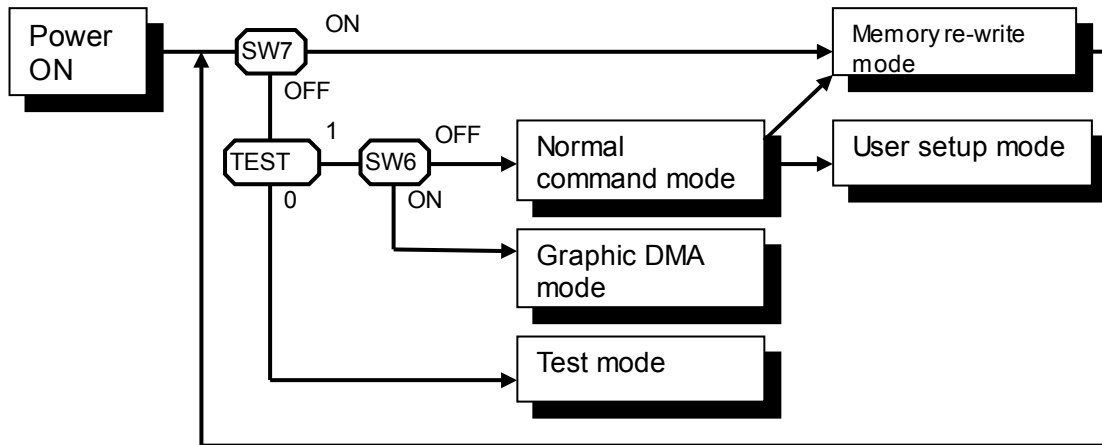 Power
ON
SW7
ON
Memory re-write
mode
OFF
TEST
1
SW6
OFF
Normal
command mode
User setup mode
0
ON
Graphic DMA
mode
Test mode